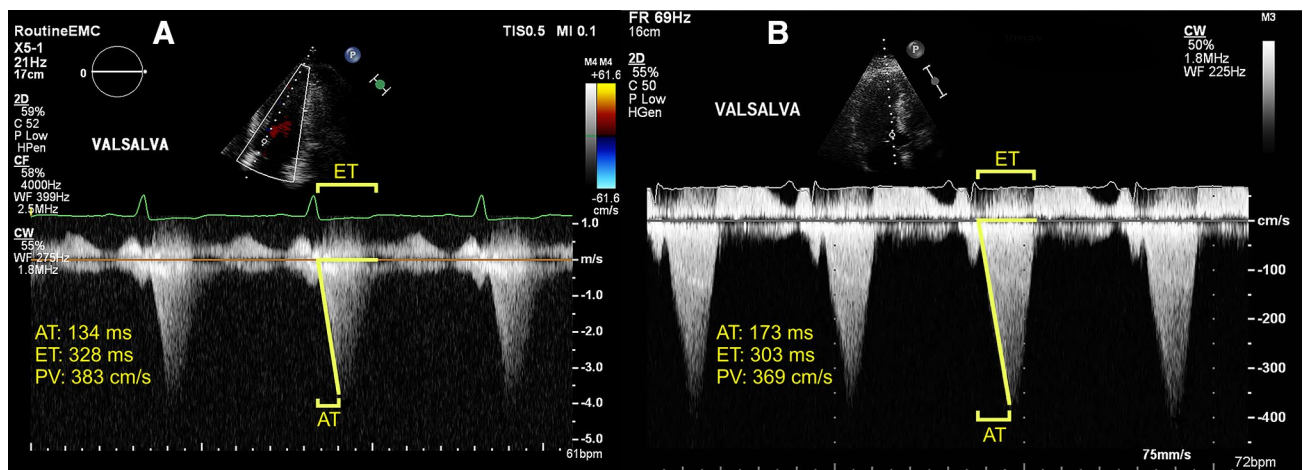 RoutineEMC
X5-1
21Hz
17cm
0
2D
59%
C 52
P Low
HPen
CF
58%
4000Hz
WF 399Hz
2.5MHz
CW
55%
WF 275Hz
1.8MHz
A
TIS0.5 MI 0.1
P
M4 M4
+61.6
-61.6
cm/s
VALSALVA
ET
1.0
m/s
-1.0
-2.0
-3.0
-4.0
-5.0
AT: 134 ms
ET: 328 ms
PV: 383 cm/s
AT
61bpm
FR 69Hz
16cm
2D
55%
C 50
P Low
HGen
B
P
M3
CW
50%
1.8MHz
WF 225Hz
VALSALVA
ET
cm/s
-100
-200
-300
-400
AT: 173 ms
ET: 303 ms
PV: 369 cm/s
AT
75mm/s
72bpm